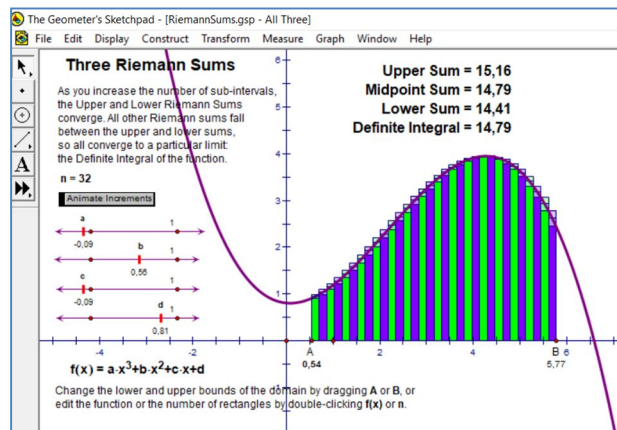 The Geometer's Sketchpad - [RiemannSums.gsp - All Three]
File Edit Display Construct Transform Measure Graph Window Help
Three Riemann Sums
As you increase the number of sub-intervals,
the Upper and Lower Riemann Sums
converge. All other Riemann sums fall
between the upper and lower sums,
so all converge to a particular limit:
the Definite Integral of the function.
n = 32
Animate Increments
Upper Sum = 15,16
Midpoint Sum = 14,79
Lower Sum = 14,41
Definite Integral = 14,79
a 1
-0,09
b 1
0,56
c 1
-0,09
d 1
0,81
A
6
5
4
3
2
1
-4 -2 A 2 4 B 6
0,54 5,77
f(x) = a·x³+b·x²+c·x+d
Change the lower and upper bounds of the domain by dragging A or B, or
edit the function or the number of rectangles by double-clicking f(x) or n.